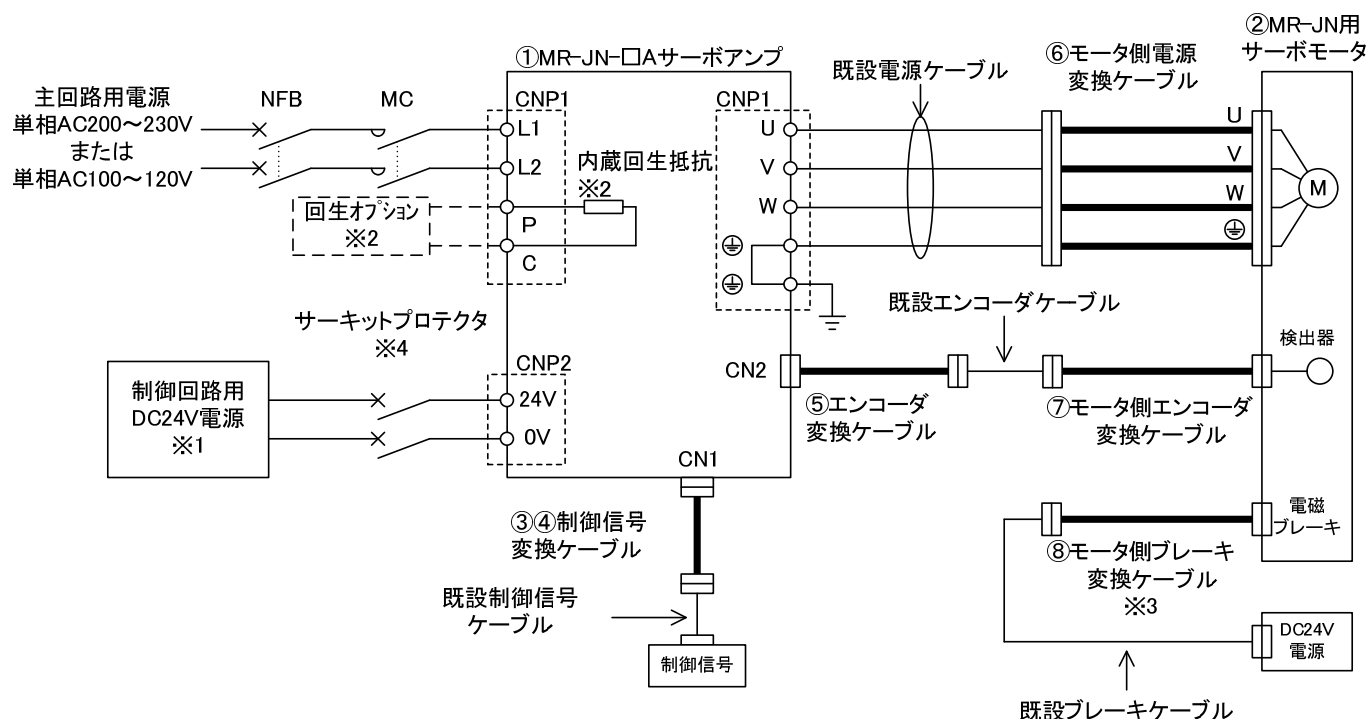 ②MR-JN用
サーボモータ
①MR-JN-□Aサーボアンプ
既設電源ケーブル
⑥モータ側電源
変換ケーブル
主回路用電源
単相AC200～230V
または
単相AC100～120V
NFB
MC
CNP1
L1
L2
P
C
内蔵回生抵抗
※2
回生オプション
※2
CNP1
U
V
W
U
V
W
M
サーキットプロテクタ
※4
制御回路用
DC24V電源
※1
CNP2
24V
0V
CN2
既設エンコーダケーブル
検出器
⑤エンコーダ
変換ケーブル
⑦モータ側エンコーダ
変換ケーブル
CN1
③④制御信号
変換ケーブル
既設制御信号
ケーブル
制御信号
電磁
ブレーキ
⑧モータ側ブレーキ
変換ケーブル
※3
DC24V
電源
既設ブレーキケーブル